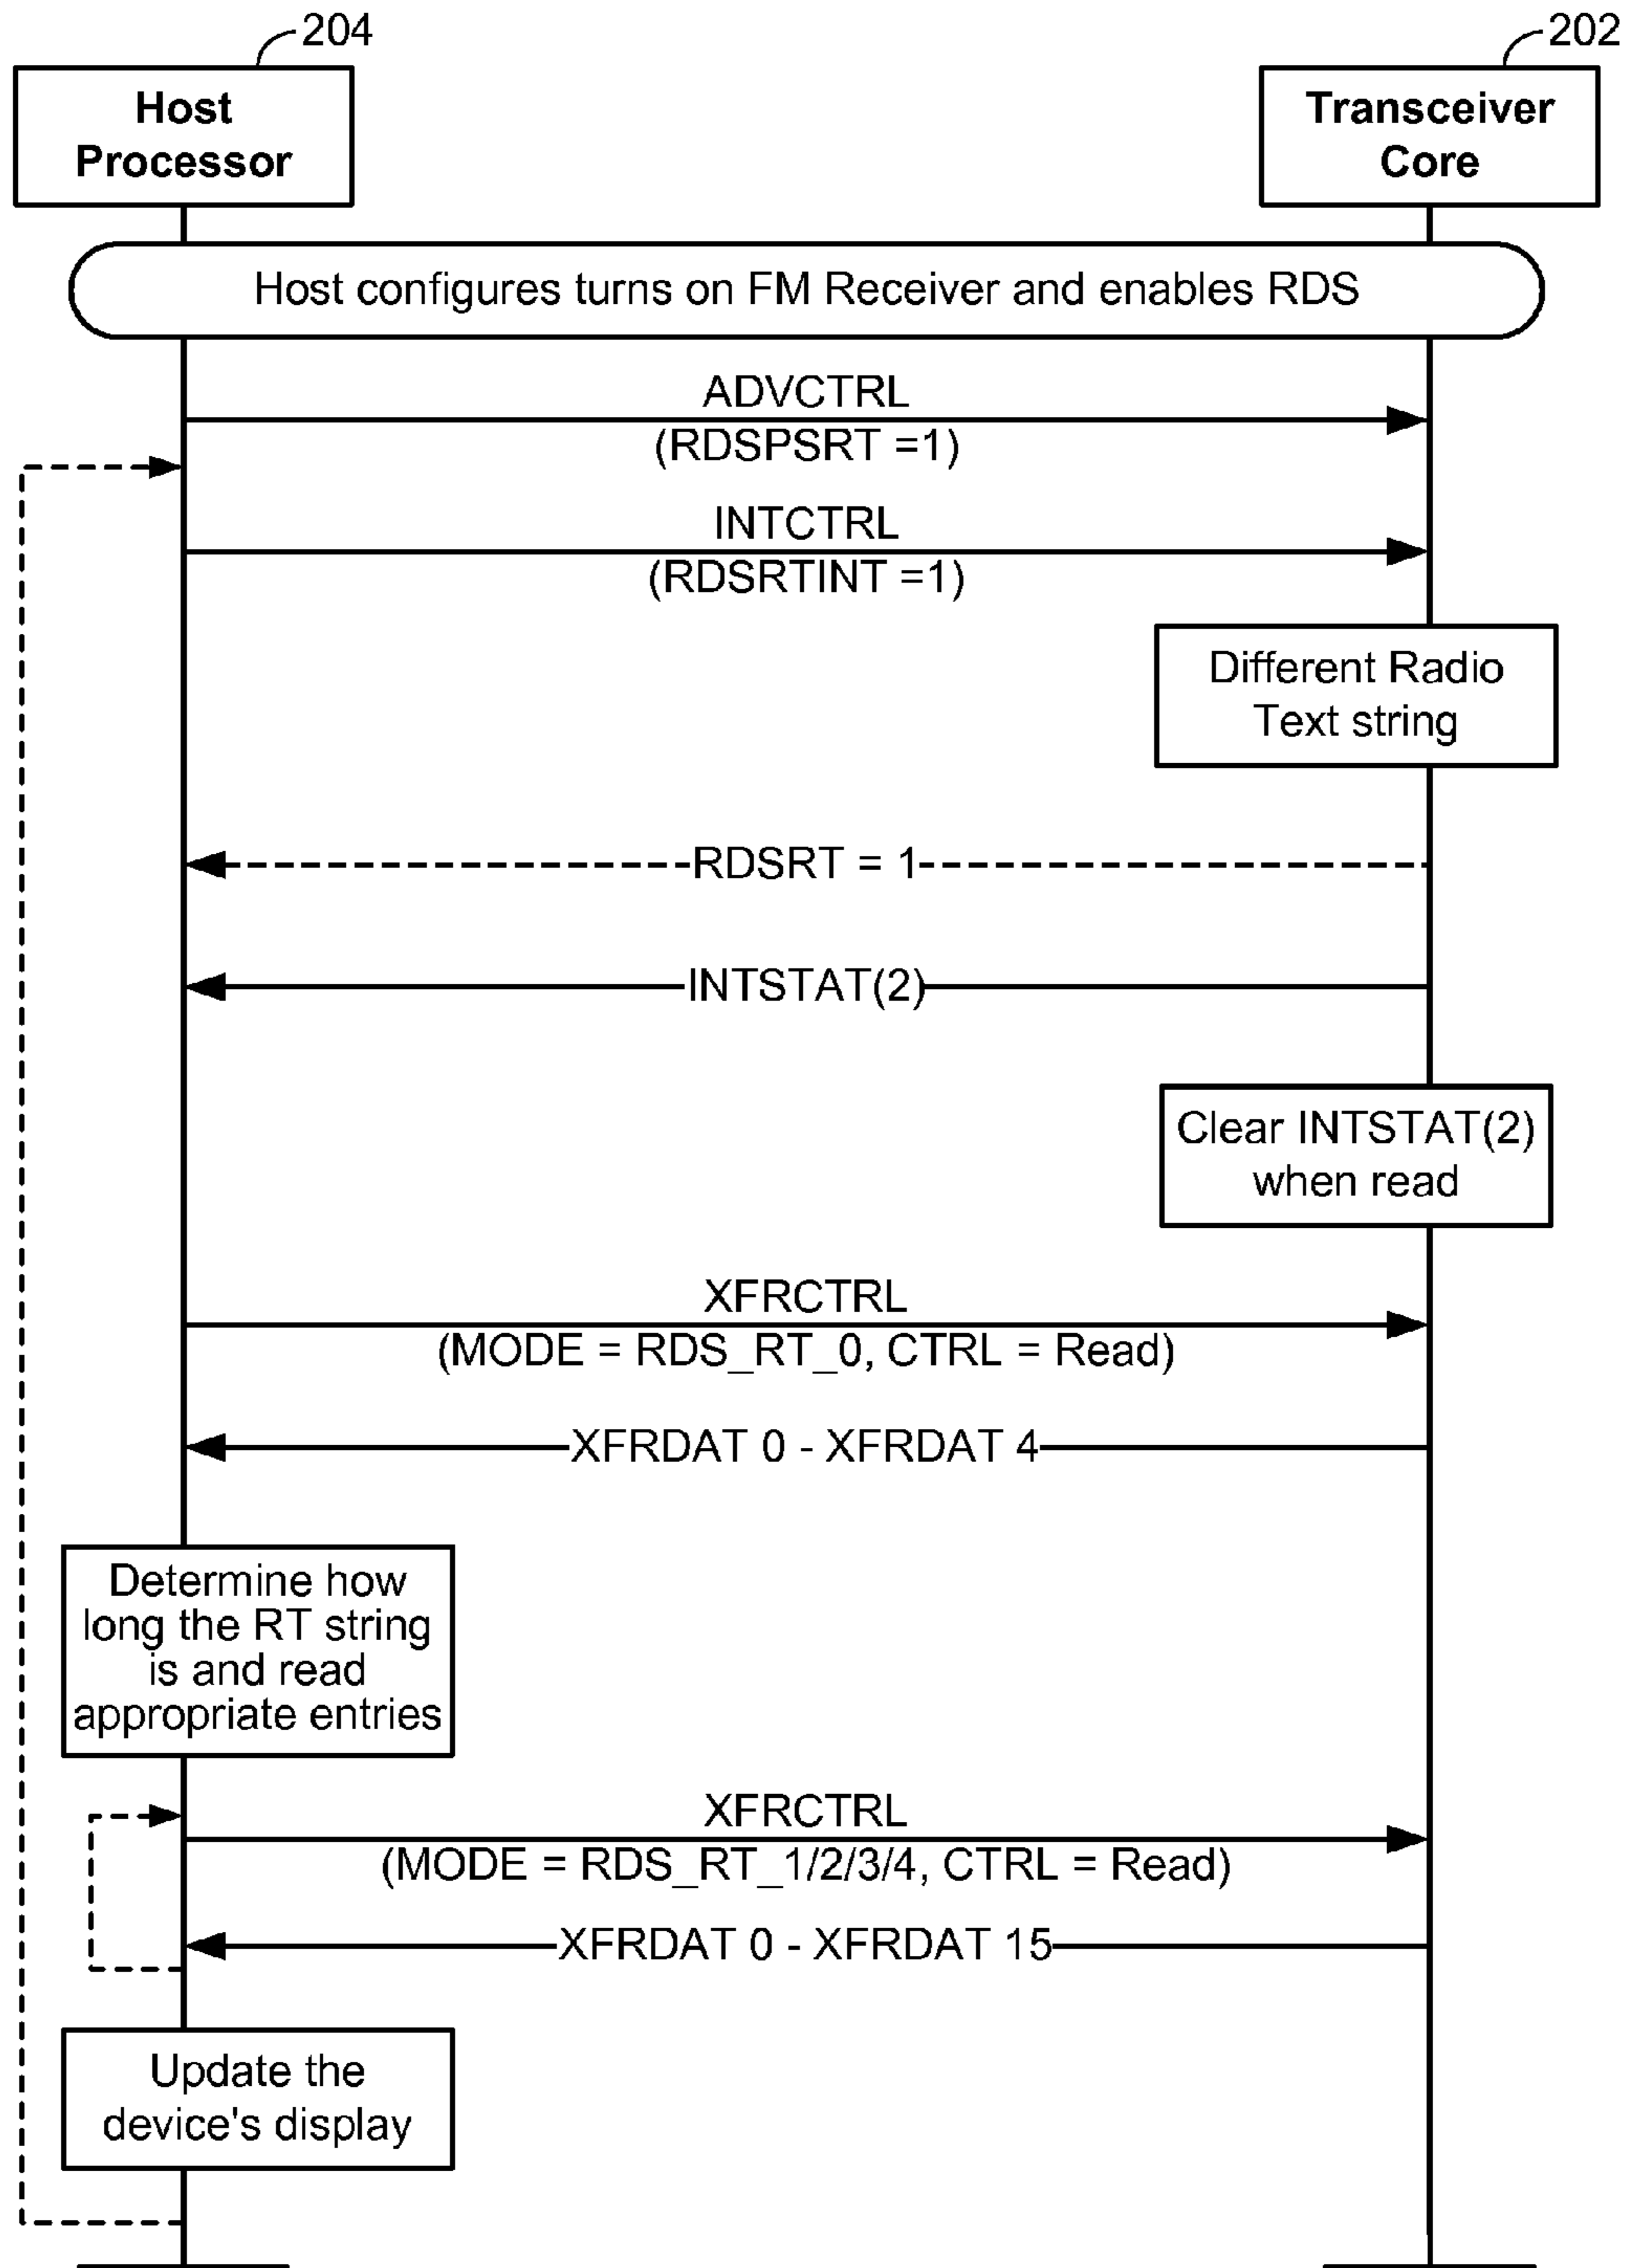 204
202
Host
Processor
Transceiver
Core
Host configures turns on FM Receiver and enables RDS
ADVCTRL
(RDSPSRT =1)
INTCTRL
(RDSRTINT =1)
Different Radio
Text string
RDSRT = 1
INTSTAT(2)
Clear INTSTAT(2)
when read
XFRCTRL
(MODE = RDS_RT_0, CTRL = Read)
XFRDAT 0 - XFRDAT 4
Determine how
long the RT string
is and read
appropriate entries
XFRCTRL
(MODE = RDS_RT_1/2/3/4, CTRL = Read)
XFRDAT 0 - XFRDAT 15
Update the
device's display